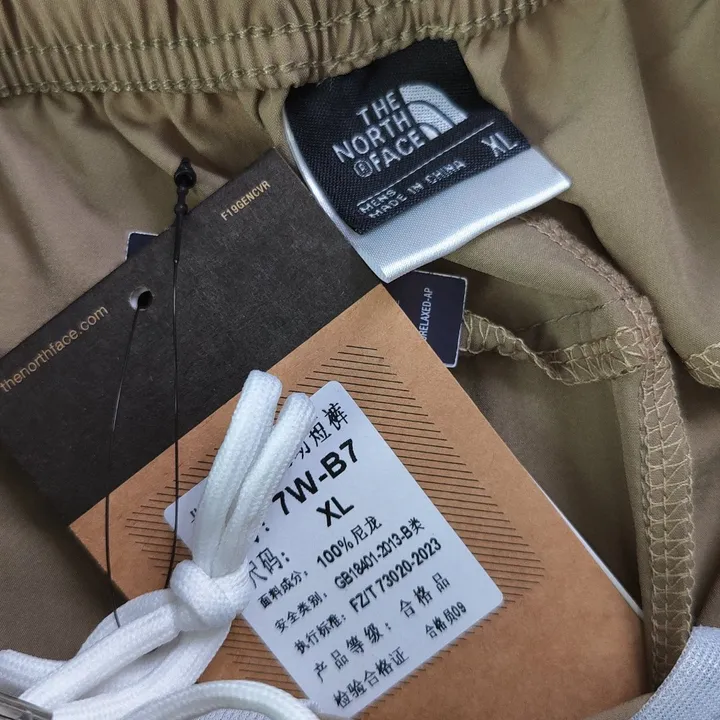 THE
NORTH
FACE
®
XL
MENS
MADE IN CHINA
F19GENCVR
thenorthface.com
RELAXED-AP
短裤
7W-B7
尺码: XL
面料成分: 100%尼龙
安全类别: GB18401-2013-B类
执行标准: FZ/T 73020-2023
产品等级: 合格品
检验合格证 合格员09